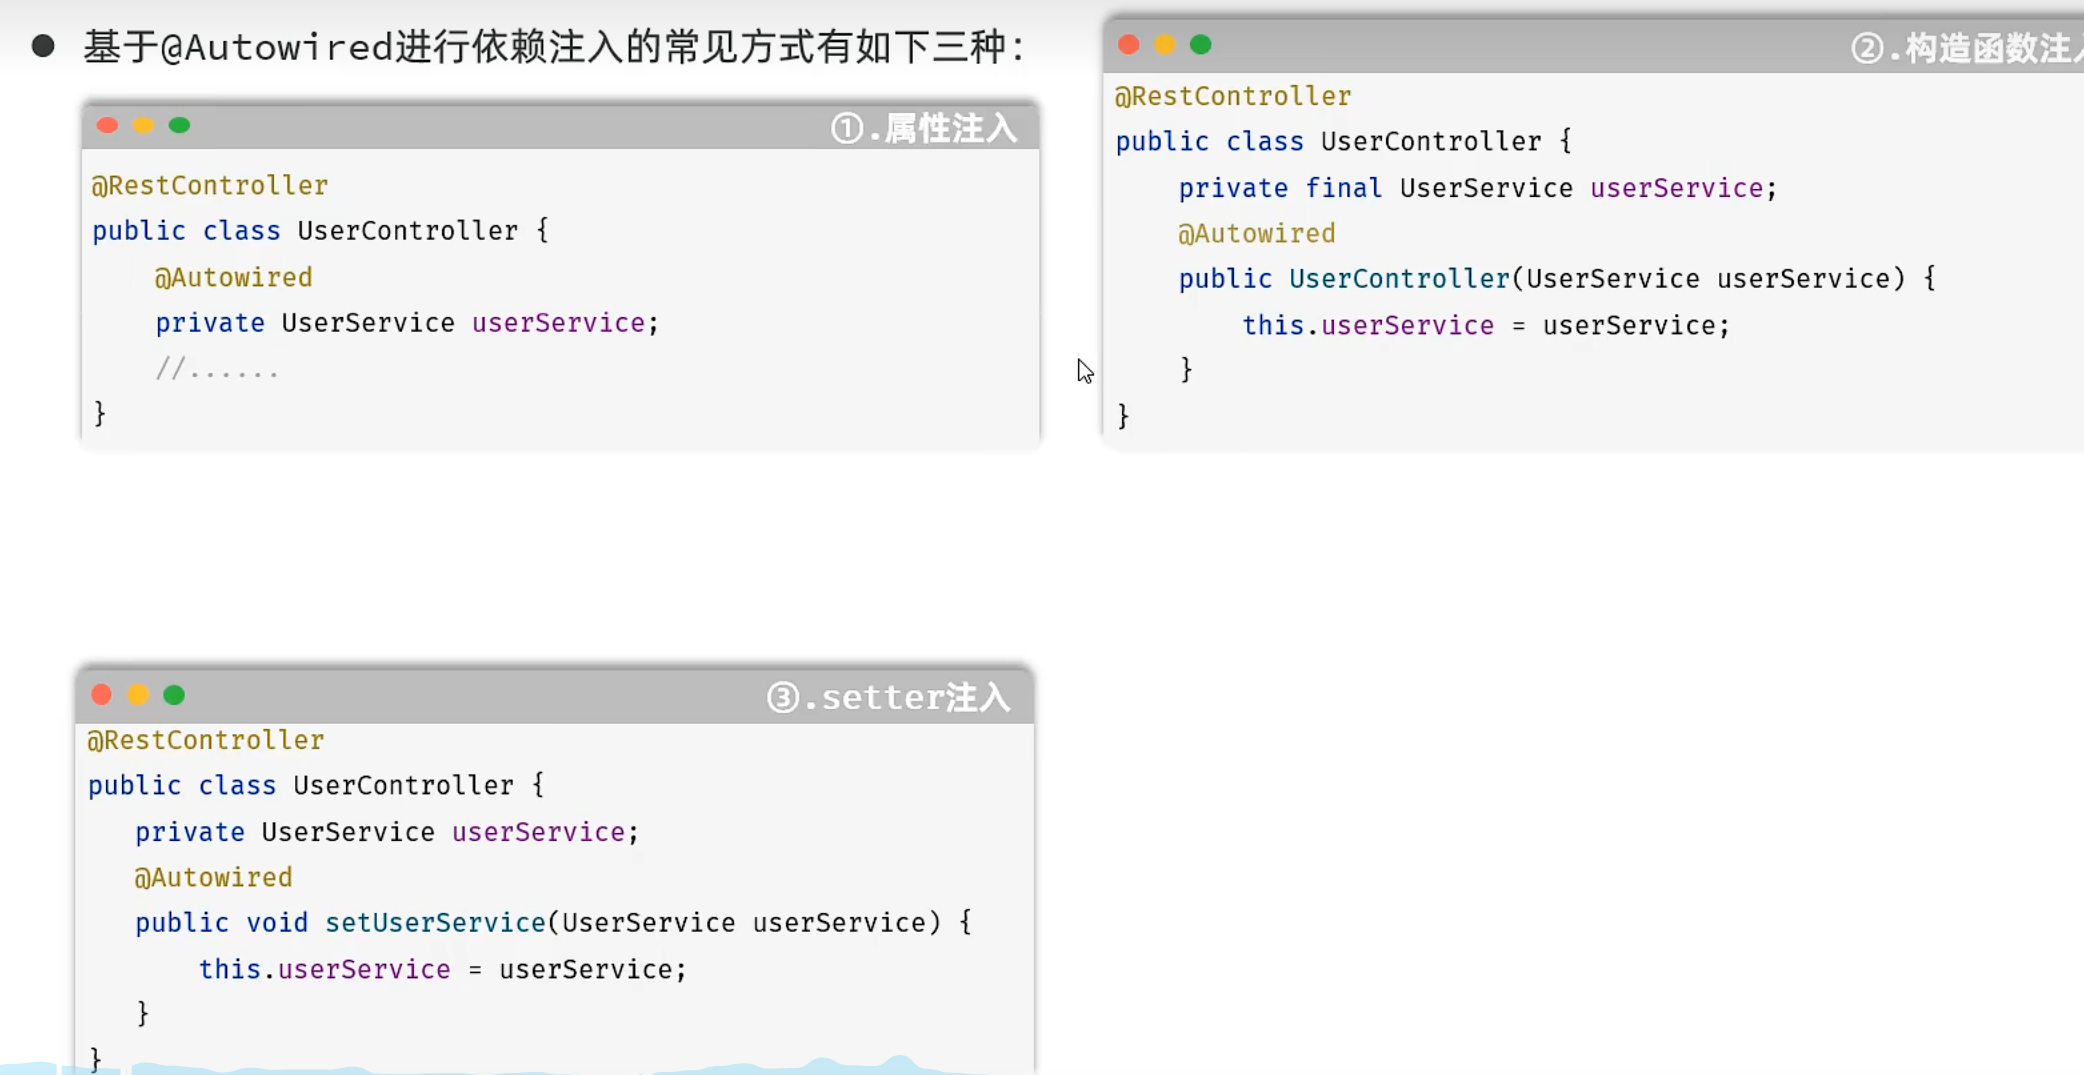 ● 基于@Autowired进行依赖注入的常见方式有如下三种：
①.属性注入
@RestController
public class UserController {
    @Autowired
    private UserService userService;
    //......
}
②.构造函数注
@RestController
public class UserController {
    private final UserService userService;
    @Autowired
    public UserController(UserService userService) {
        this.userService = userService;
    }
}
③.setter注入
@RestController
public class UserController {
   private UserService userService;
   @Autowired
   public void setUserService(UserService userService) {
       this.userService = userService;
   }
}